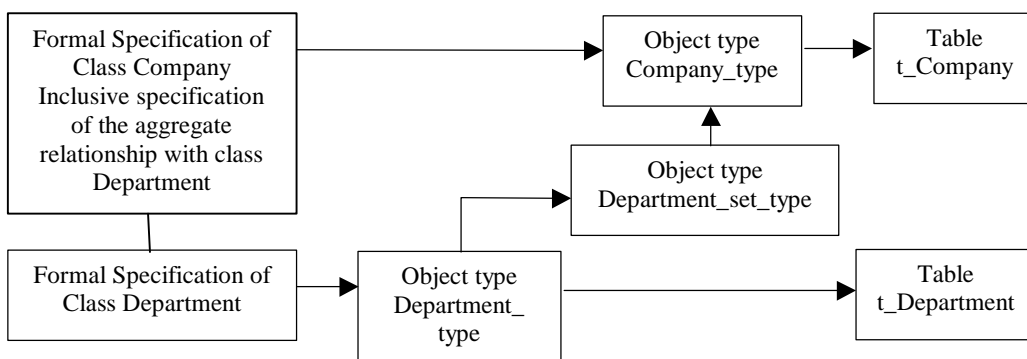 Formal Specification of
Class Company
Inclusive specification
of the aggregate
relationship with class
Department
Object type
Company_type
Table
t_Company
Object type
Department_set_type
Formal Specification of
Class Department
Object type
Department_
type
Table
t_Department